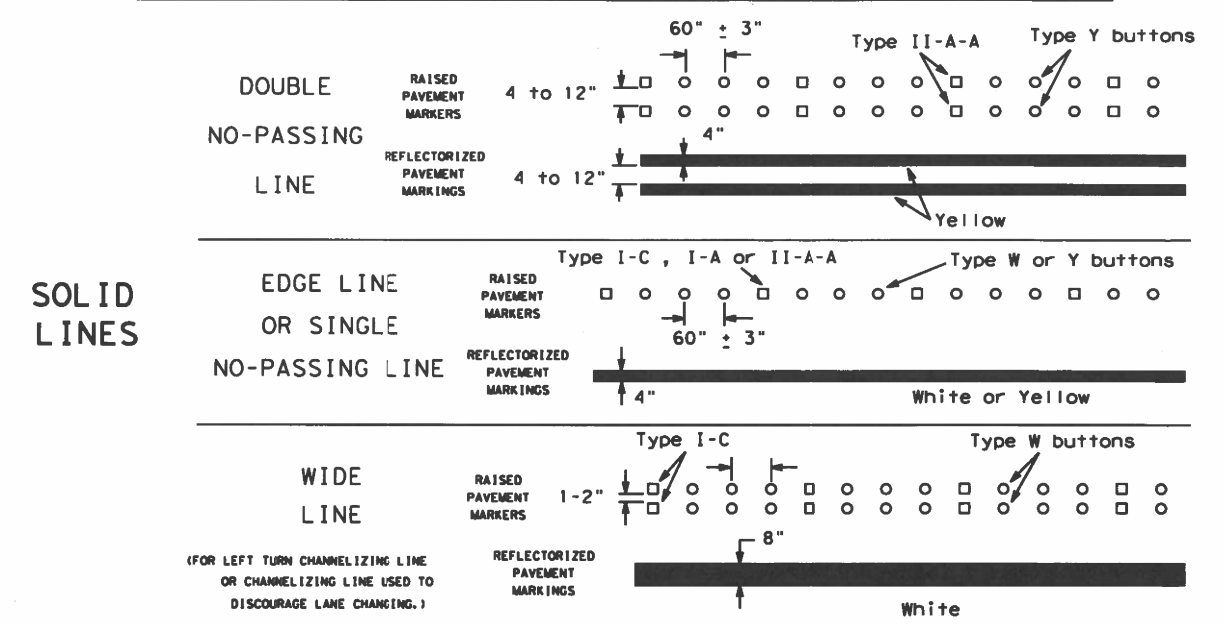 SOLID
LINES
DOUBLE
NO-PASSING
LINE
RAISED
PAVEMENT
MARKERS
4 to 12"
60" ± 3"
Type II-A-A
Type Y buttons
REFLECTORIZED
PAVEMENT
MARKINGS
4 to 12"
4"
Yellow
EDGE LINE
OR SINGLE
NO-PASSING LINE
RAISED
PAVEMENT
MARKERS
Type I-C , I-A or II-A-A
Type W or Y buttons
60" ± 3"
REFLECTORIZED
PAVEMENT
MARKINGS
4"
White or Yellow
WIDE
LINE
(FOR LEFT TURN CHANNELIZING LINE
OR CHANNELIZING LINE USED TO
DISCOURAGE LANE CHANGING.)
RAISED
PAVEMENT
MARKERS
1-2"
Type I-C
Type W buttons
REFLECTORIZED
PAVEMENT
MARKINGS
8"
White